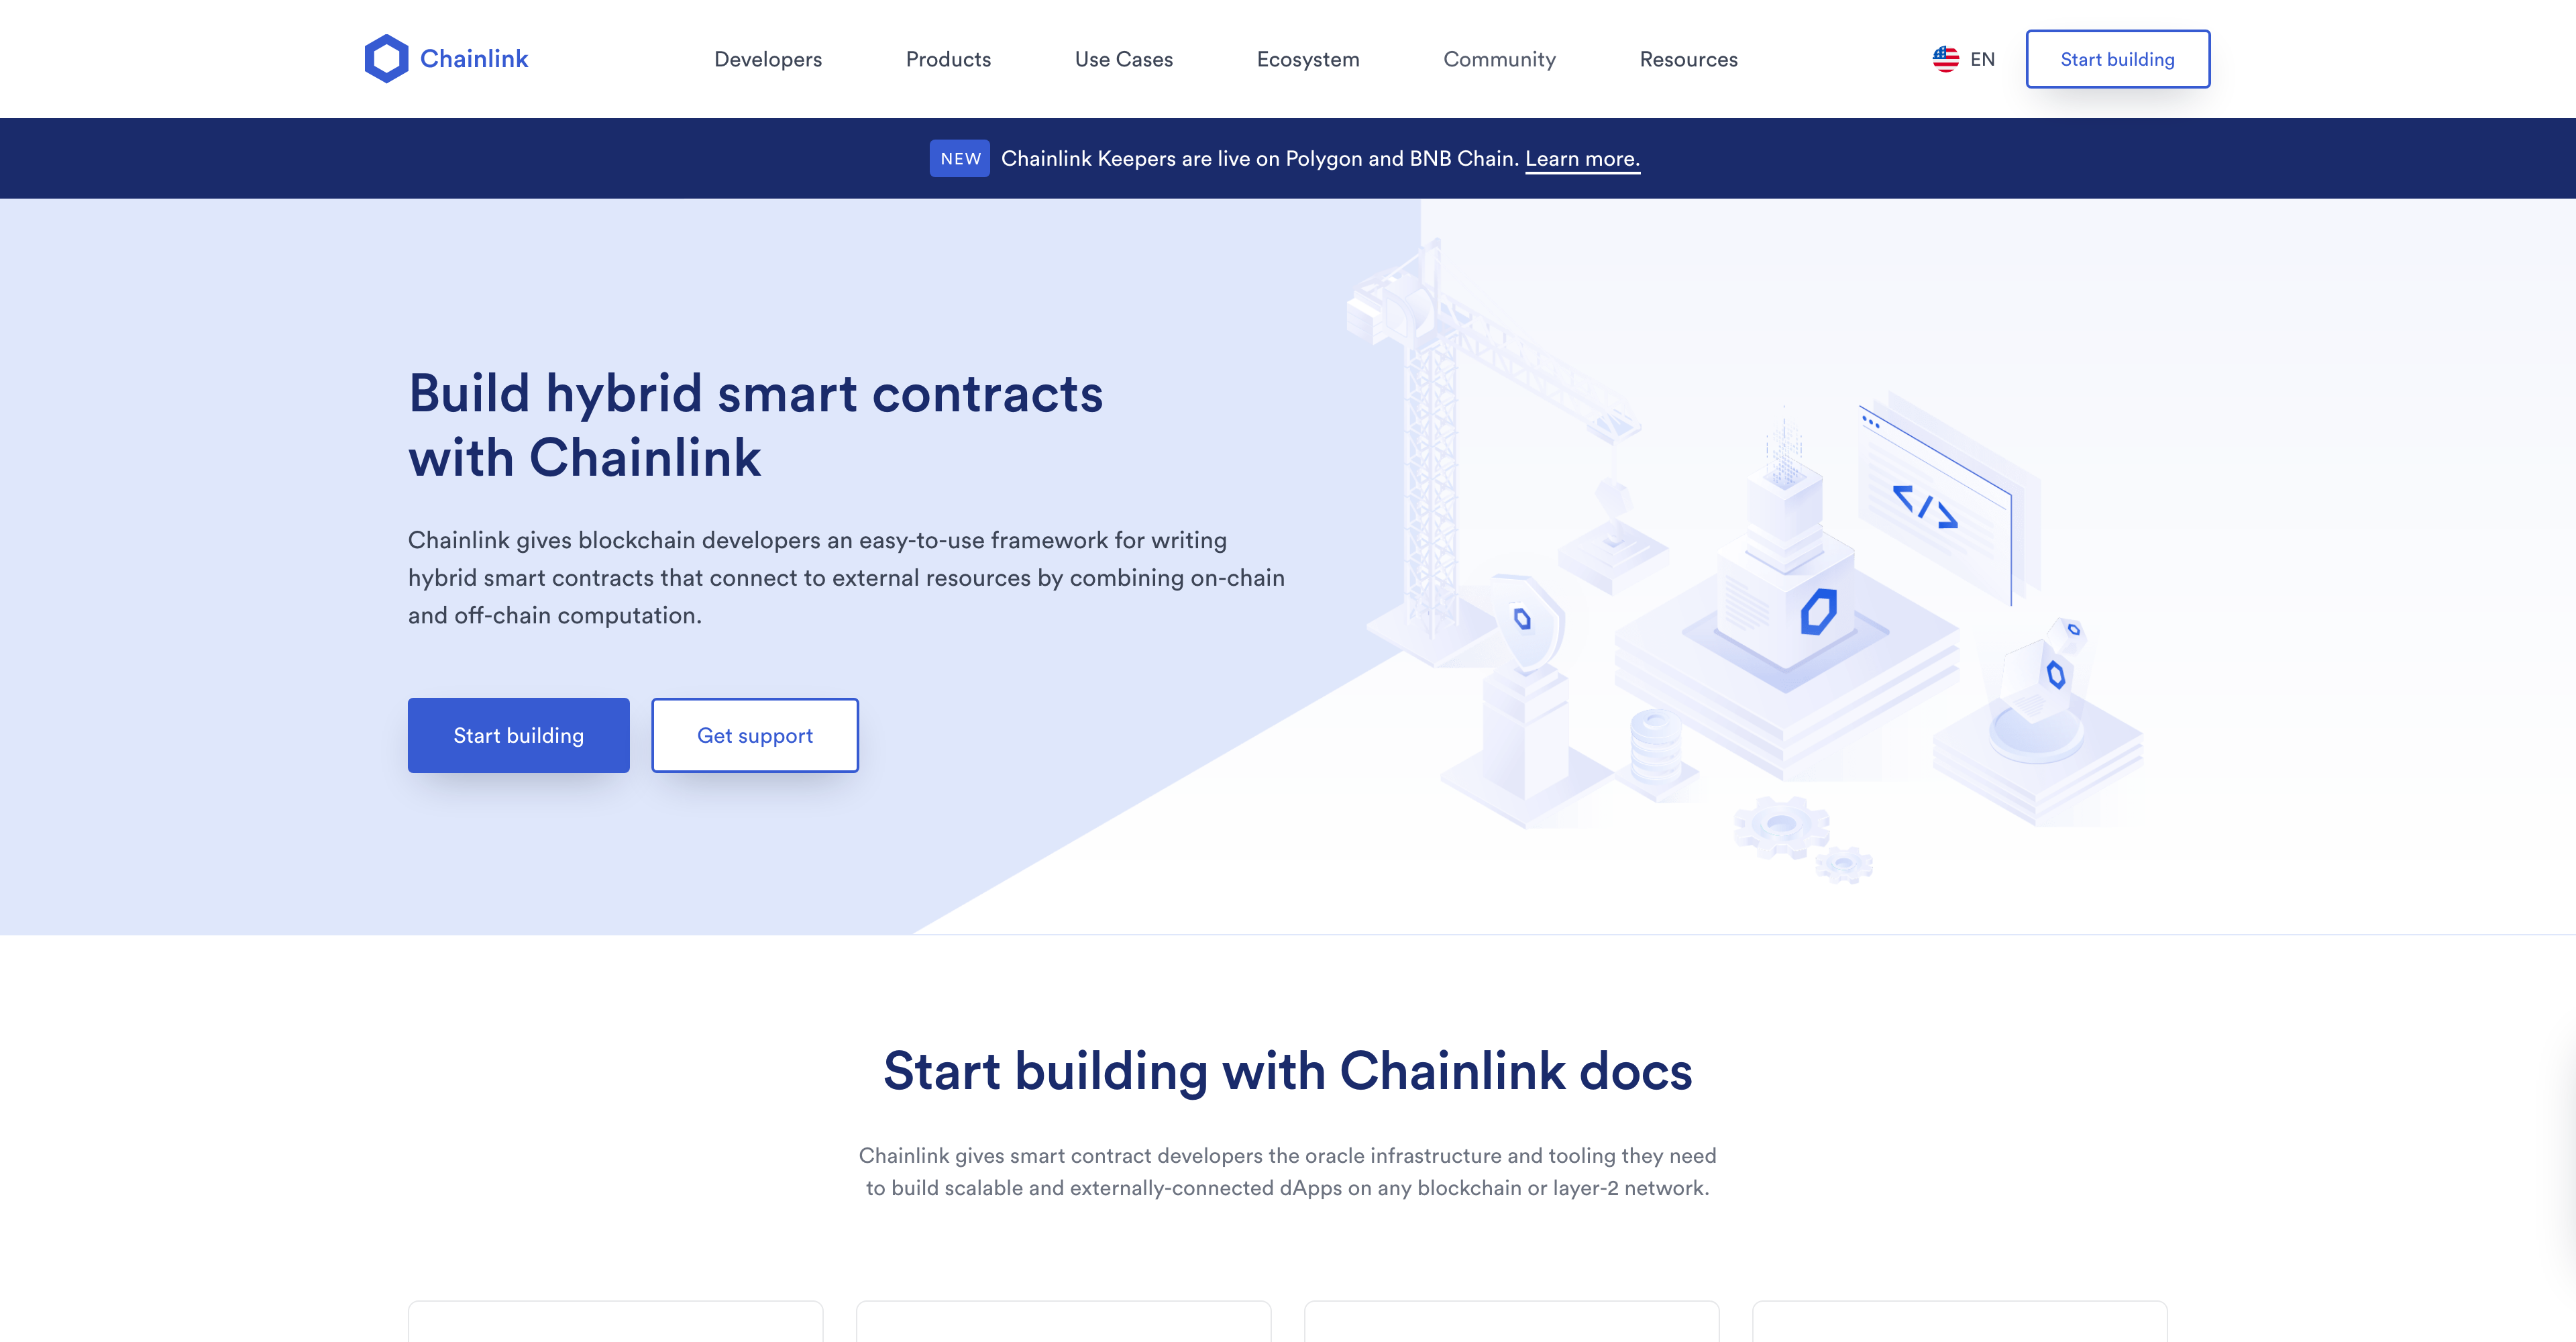 Chainlink
Developers
Products
Use Cases
Ecosystem
Community
Resources
EN
Start building
NEW
Chainlink Keepers are live on Polygon and BNB Chain. Learn more.
Build hybrid smart contracts
with Chainlink
Chainlink gives blockchain developers an easy-to-use framework for writing
hybrid smart contracts that connect to external resources by combining on-chain
and off-chain computation.
Start building
Get support
</>
Start building with Chainlink docs
Chainlink gives smart contract developers the oracle infrastructure and tooling they need
to build scalable and externally-connected dApps on any blockchain or layer-2 network.